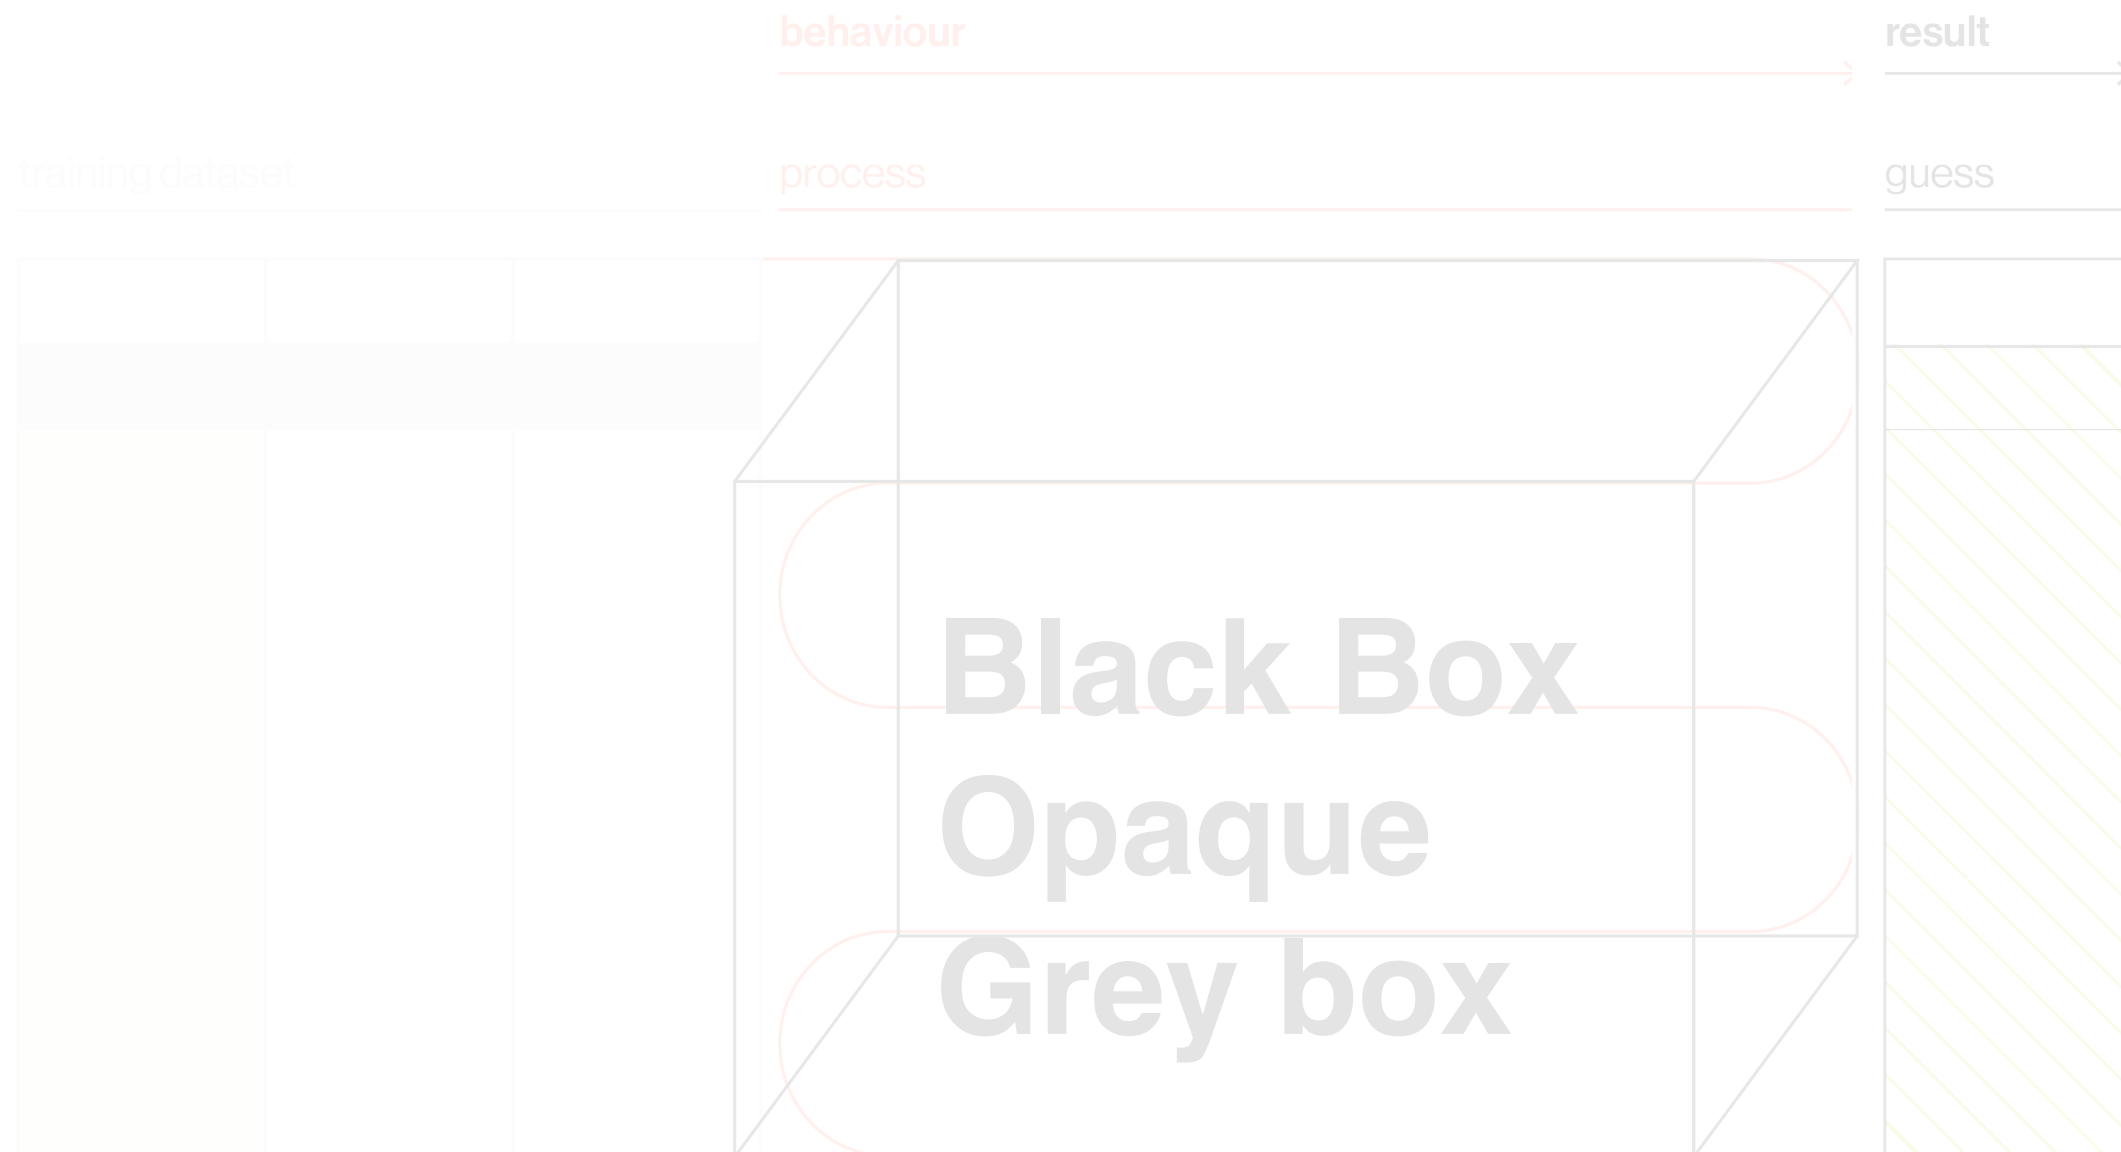 behaviour
result
training dataset
process
guess
Black Box
Opaque
Grey box